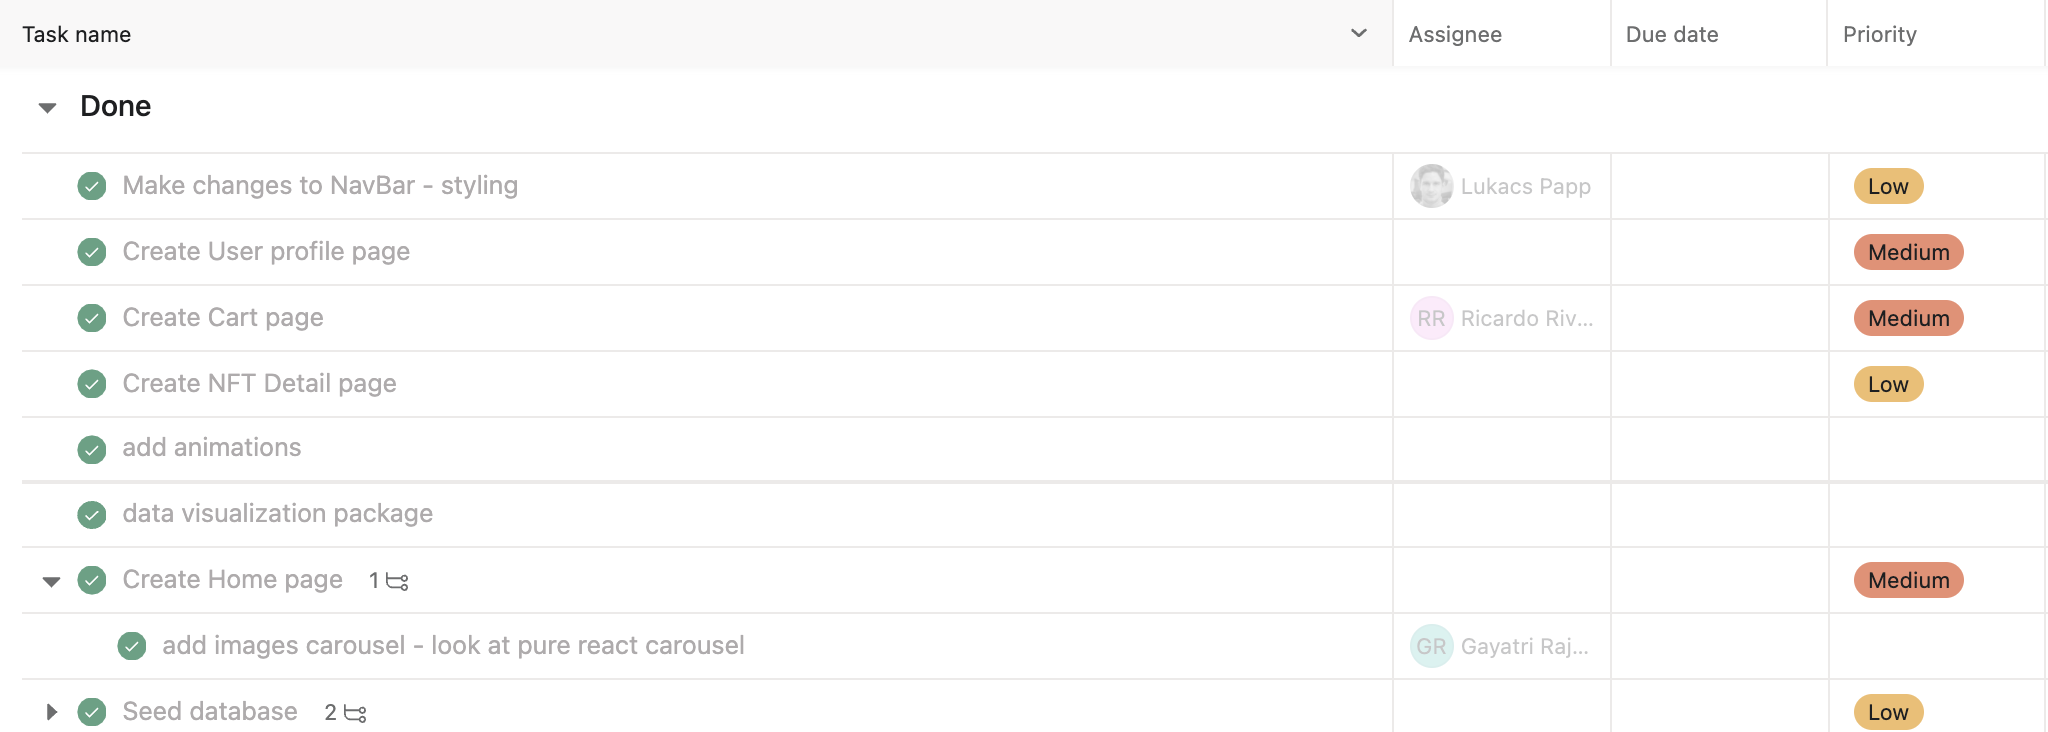 Task name Assignee Due date Priority
Done
Make changes to NavBar - styling Lukacs Papp Low
Create User profile page Medium
Create Cart page RR Ricardo Riv... Medium
Create NFT Detail page Low
add animations
data visualization package
Create Home page 1 Medium
add images carousel - look at pure react carousel GR Gayatri Raj...
Seed database 2 Low